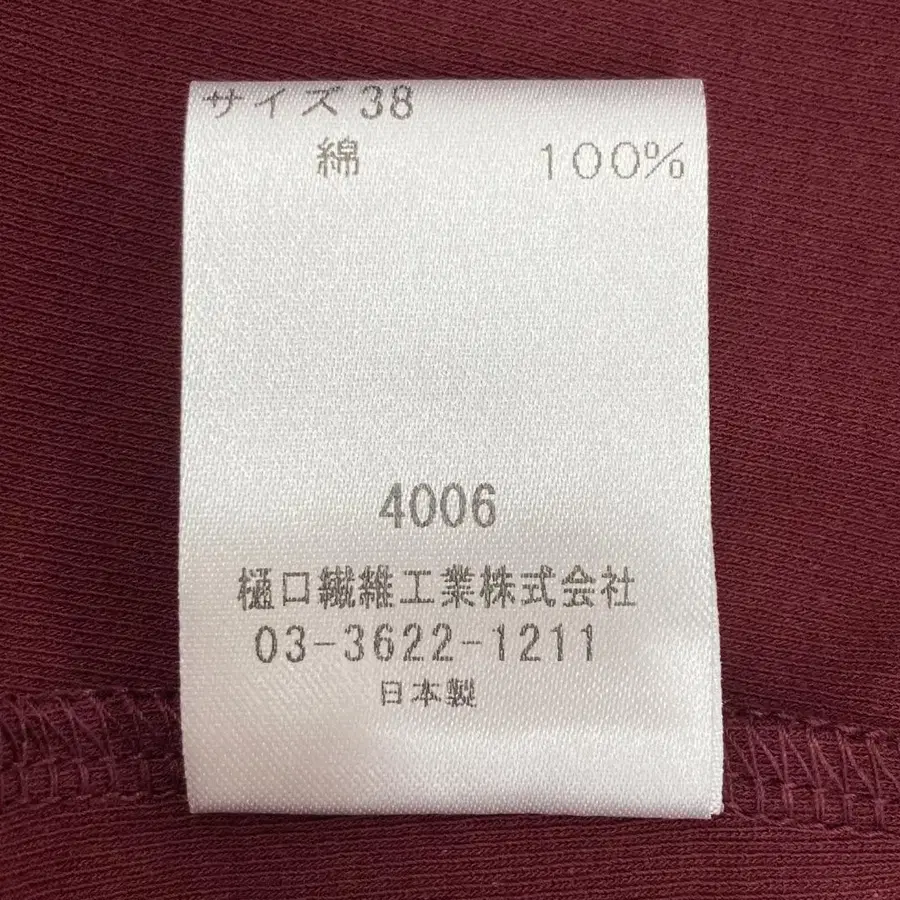 サイズ 38
綿 100%
4006
樋口繊維工業株式会社
03-3622-1211
日本製